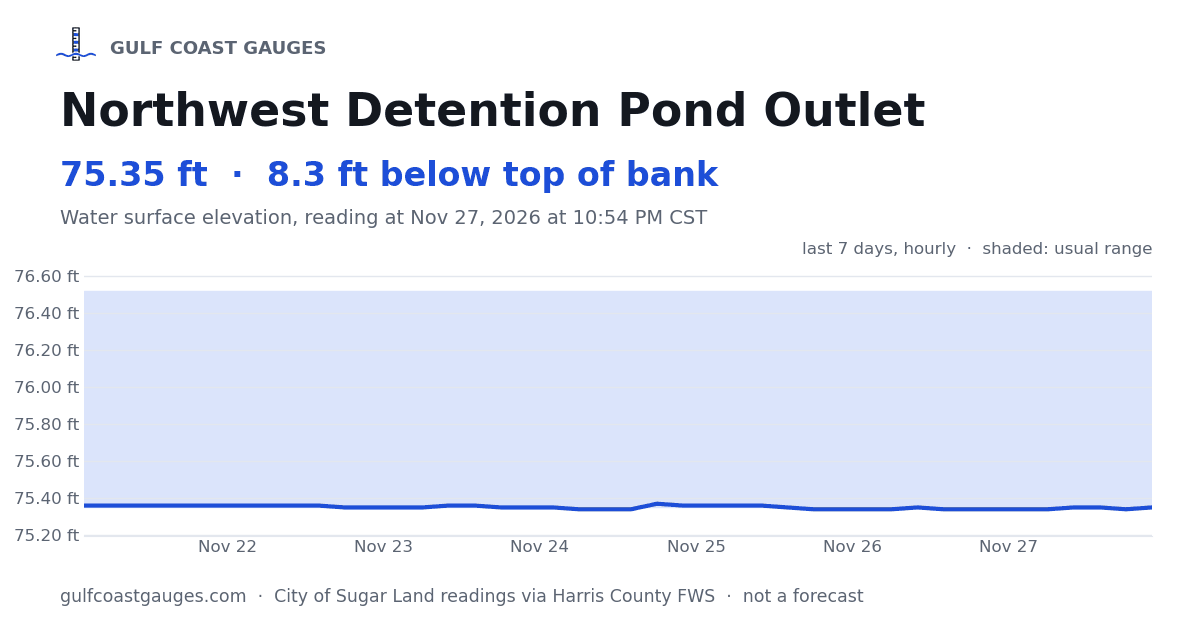 GULF COAST GAUGES
Northwest Detention Pond Outlet
75.35 ft · 8.3 ft below top of bank
Water surface elevation, reading at Nov 27, 2026 at 10:54 PM CST
last 7 days, hourly · shaded: usual range
76.60 ft
76.40 ft
76.20 ft
76.00 ft
75.80 ft
75.60 ft
75.40 ft
75.20 ft
Nov 22 Nov 23 Nov 24 Nov 25 Nov 26 Nov 27
gulfcoastgauges.com · City of Sugar Land readings via Harris County FWS · not a forecast